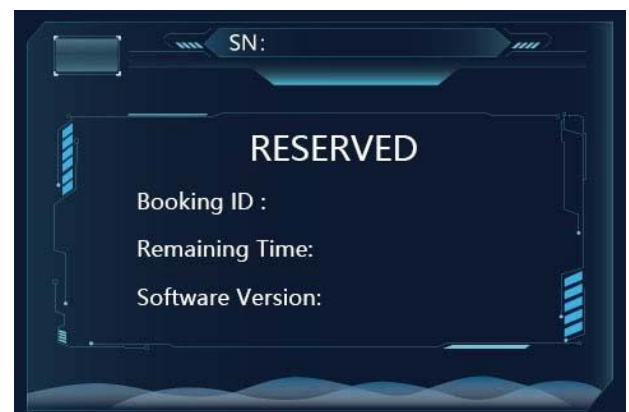 SN:
RESERVED
Booking ID :
Remaining Time:
Software Version: